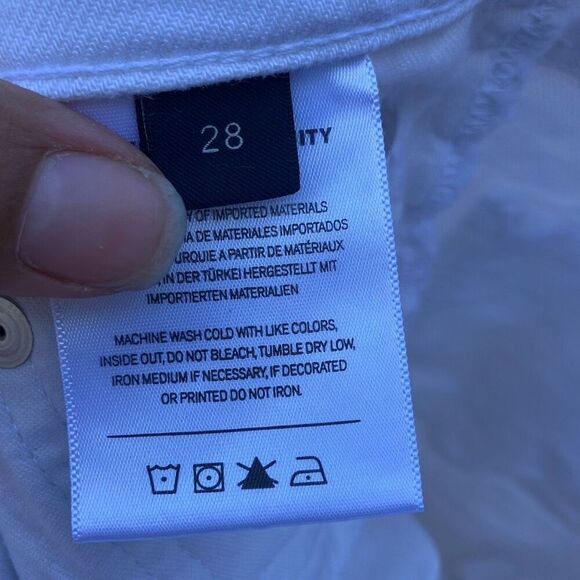 28
ITY
Y OF IMPORTED MATERIALS
IA DE MATERIALES IMPORTADOS
URQUIE A PARTIR DE MATÉRIAUX
, IN DER TÜRKEI HERGESTELLT MIT
IMPORTIERTEN MATERIALIEN
MACHINE WASH COLD WITH LIKE COLORS,
INSIDE OUT, DO NOT BLEACH, TUMBLE DRY LOW,
IRON MEDIUM IF NECESSARY, IF DECORATED
OR PRINTED DO NOT IRON.